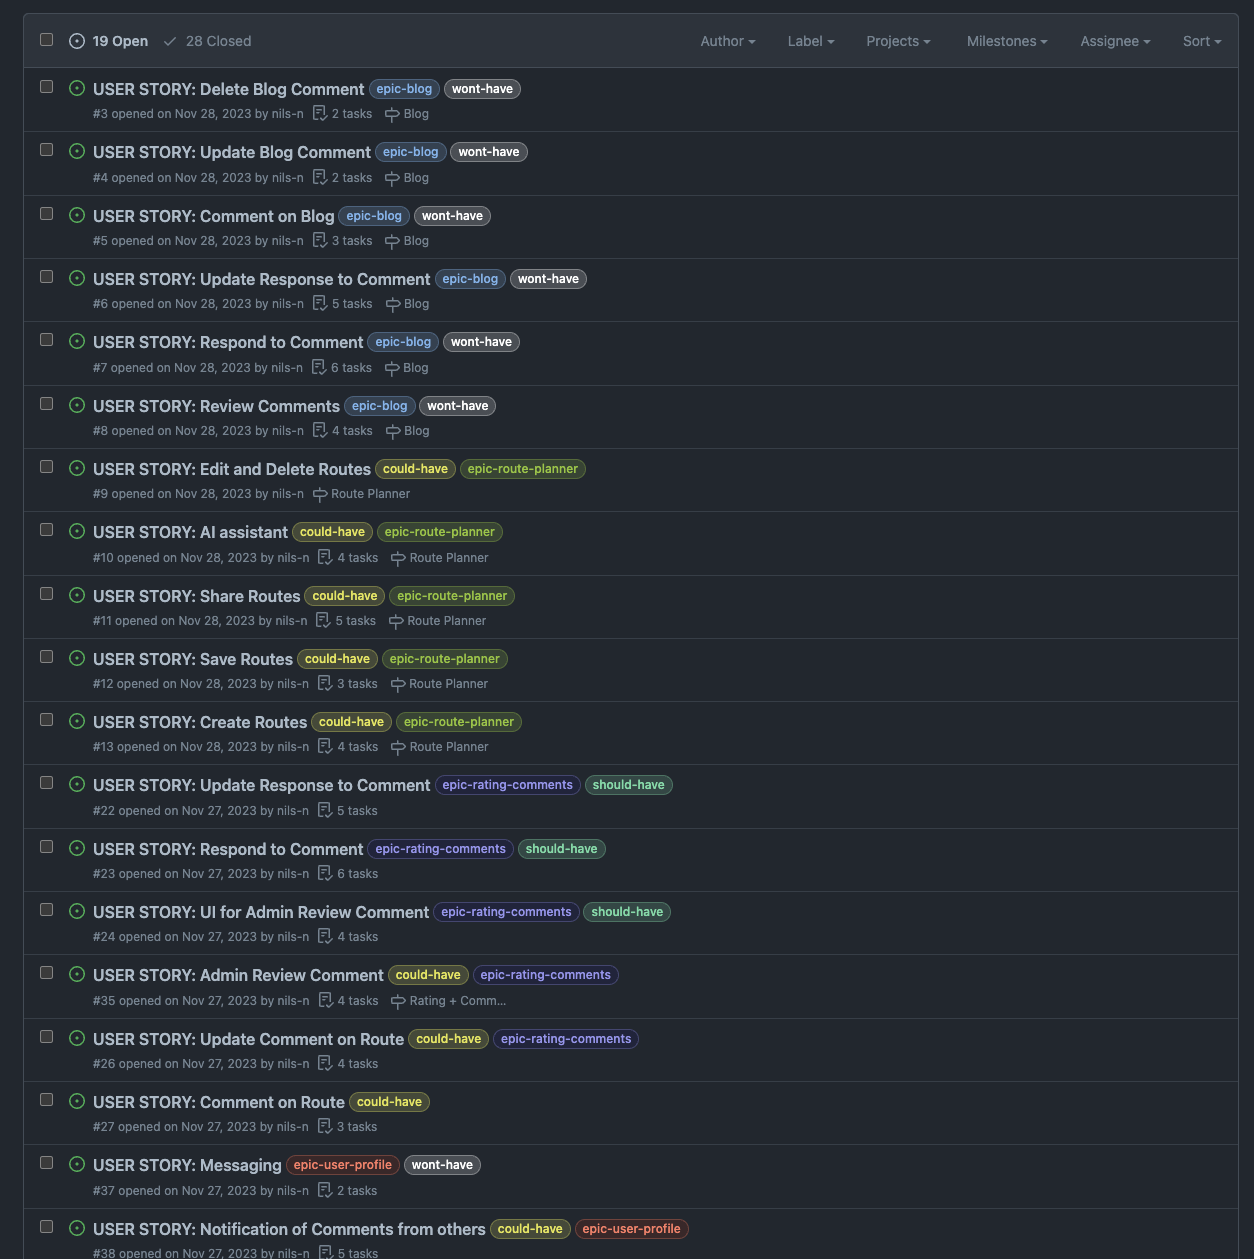 19 Open 28 Closed Author Label Projects Milestones Assignee Sort
USER STORY: Delete Blog Comment epic-blog wont-have
#3 opened on Nov 28, 2023 by nils-n 2 tasks Blog
USER STORY: Update Blog Comment epic-blog wont-have
#4 opened on Nov 28, 2023 by nils-n 2 tasks Blog
USER STORY: Comment on Blog epic-blog wont-have
#5 opened on Nov 28, 2023 by nils-n 3 tasks Blog
USER STORY: Update Response to Comment epic-blog wont-have
#6 opened on Nov 28, 2023 by nils-n 5 tasks Blog
USER STORY: Respond to Comment epic-blog wont-have
#7 opened on Nov 28, 2023 by nils-n 6 tasks Blog
USER STORY: Review Comments epic-blog wont-have
#8 opened on Nov 28, 2023 by nils-n 4 tasks Blog
USER STORY: Edit and Delete Routes could-have epic-route-planner
#9 opened on Nov 28, 2023 by nils-n Route Planner
USER STORY: AI assistant could-have epic-route-planner
#10 opened on Nov 28, 2023 by nils-n 4 tasks Route Planner
USER STORY: Share Routes could-have epic-route-planner
#11 opened on Nov 28, 2023 by nils-n 5 tasks Route Planner
USER STORY: Save Routes could-have epic-route-planner
#12 opened on Nov 28, 2023 by nils-n 3 tasks Route Planner
USER STORY: Create Routes could-have epic-route-planner
#13 opened on Nov 28, 2023 by nils-n 4 tasks Route Planner
USER STORY: Update Response to Comment epic-rating-comments should-have
#22 opened on Nov 27, 2023 by nils-n 5 tasks
USER STORY: Respond to Comment epic-rating-comments should-have
#23 opened on Nov 27, 2023 by nils-n 6 tasks
USER STORY: UI for Admin Review Comment epic-rating-comments should-have
#24 opened on Nov 27, 2023 by nils-n 4 tasks
USER STORY: Admin Review Comment could-have epic-rating-comments
#35 opened on Nov 27, 2023 by nils-n 4 tasks Rating + Comm...
USER STORY: Update Comment on Route could-have epic-rating-comments
#26 opened on Nov 27, 2023 by nils-n 4 tasks
USER STORY: Comment on Route could-have
#27 opened on Nov 27, 2023 by nils-n 3 tasks
USER STORY: Messaging epic-user-profile wont-have
#37 opened on Nov 27, 2023 by nils-n 2 tasks
USER STORY: Notification of Comments from others could-have epic-user-profile
#38 opened on Nov 27, 2023 by nils-n 5 tasks